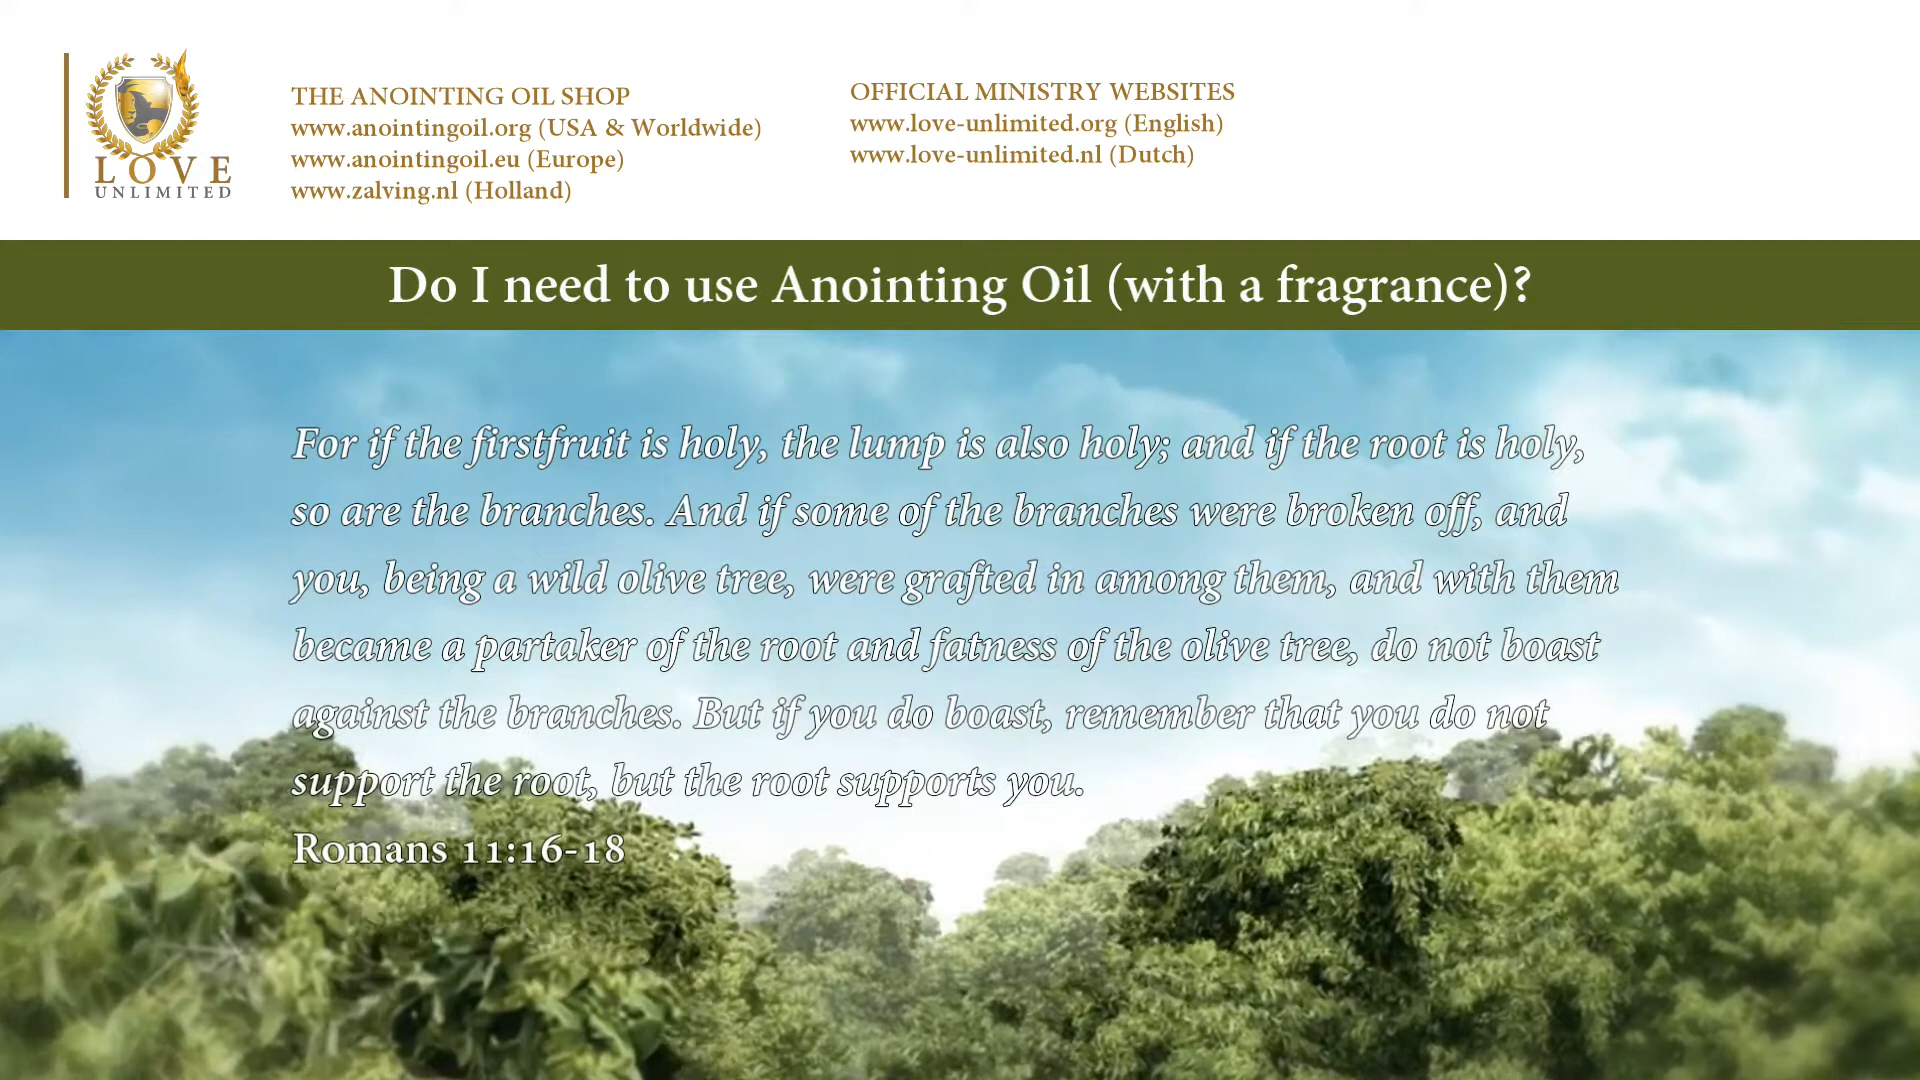 LOVE
UNLIMITED
THE ANOINTING OIL SHOP
www.anointingoil.org (USA & Worldwide)
www.anointingoil.eu (Europe)
www.zalving.nl (Holland)
OFFICIAL MINISTRY WEBSITES
www.love-unlimited.org (English)
www.love-unlimited.nl (Dutch)
Do I need to use Anointing Oil (with a fragrance)?
For if the firstfruit is holy, the lump is also holy; and if the root is holy,
so are the branches. And if some of the branches were broken off, and
you, being a wild olive tree, were grafted in among them, and with them
became a partaker of the root and fatness of the olive tree, do not boast
against the branches. But if you do boast, remember that you do not
support the root, but the root supports you.
Romans 11:16-18